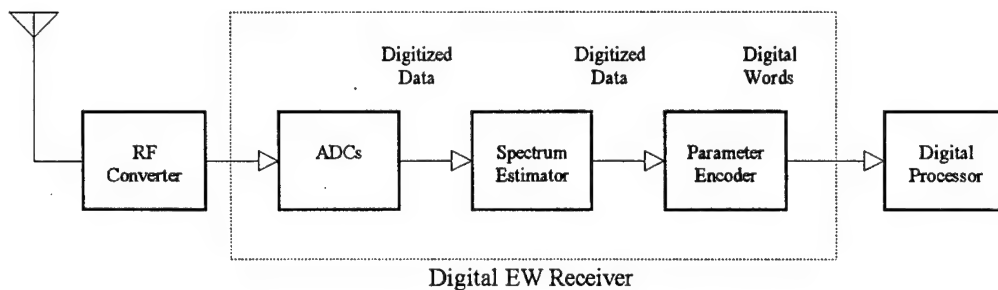 Digitized
Data
Digitized
Data
Digital
Words
RF
Converter
ADCs
Spectrum
Estimator
Parameter
Encoder
Digital
Processor
Digital EW Receiver